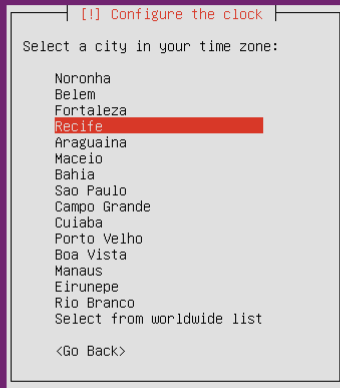 [!] Configure the clock
Select a city in your time zone:
Noronha
Belem
Fortaleza
Recife
Araguaina
Maceio
Bahia
Sao Paulo
Campo Grande
Cuiaba
Porto Velho
Boa Vista
Manaus
Eirunepe
Rio Branco
Select from worldwide list
<Go Back>